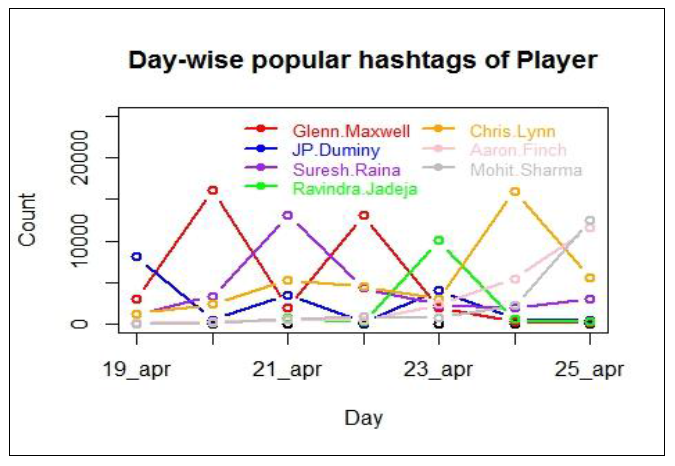 Day-wise popular hashtags of Player
Glenn.Maxwell Chris.Lynn
JP.Duminy Aaron.Finch
Suresh.Raina Mohit.Sharma
Ravindra.Jadeja
Count
20000
10000
0
19_apr 21_apr 23_apr 25_apr
Day